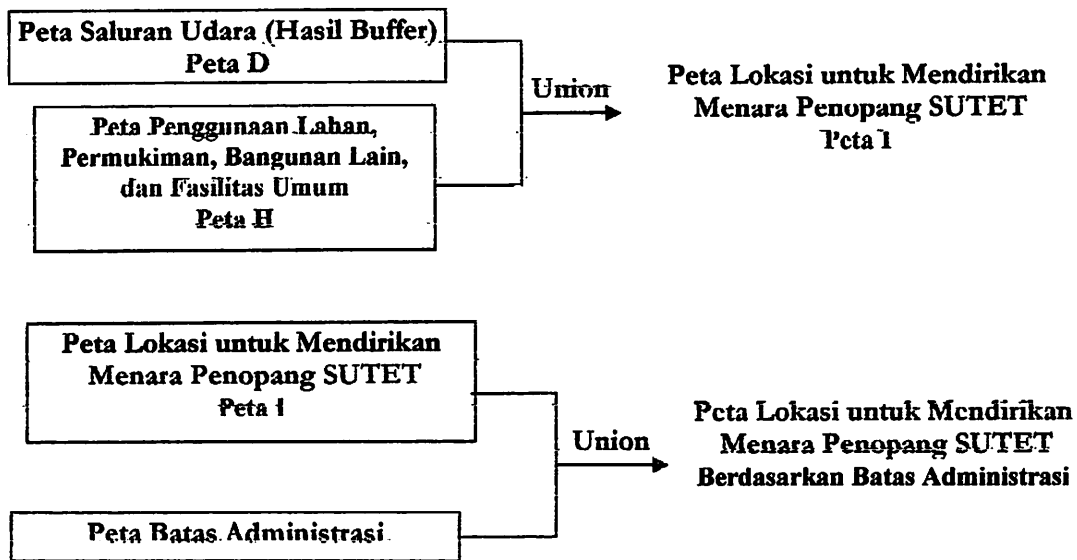 Peta Saluran Udara (Hasil Buffer)
Peta D
Union
Peta Lokasi untuk Mendirikan
Menara Penopang SUTET
Peta I
Peta Penggunaan Lahan,
Permukiman, Bangunan Lain,
dan Fasilitas Umum
Peta H
Peta Lokasi untuk Mendirikan
Menara Penopang SUTET
Peta I
Union
Peta Lokasi untuk Mendirikan
Menara Penopang SUTET
Berdasarkan Batas Administrasi
Peta Batas Administrasi